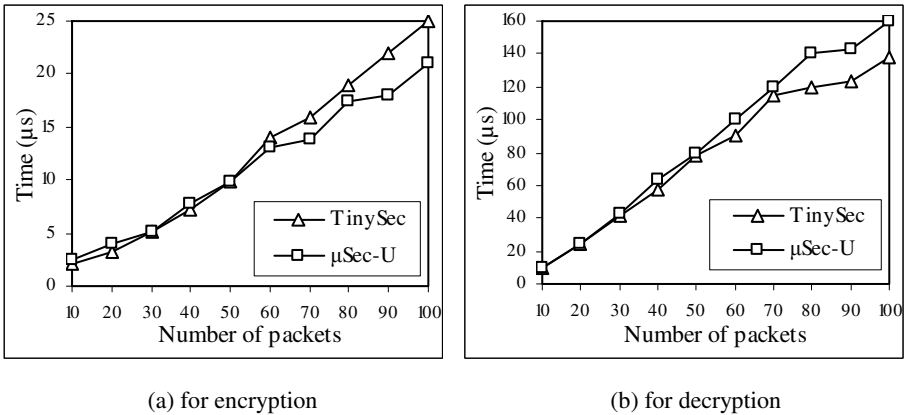 25
20
15
10
5
0
Time (µs)
TinySec
µSec-U
10 20 30 40 50 60 70 80 90 100
Number of packets
(a) for encryption
160
140
120
100
80
60
40
20
0
Time (µs)
TinySec
µSec-U
10 20 30 40 50 60 70 80 90 100
Number of packets
(b) for decryption